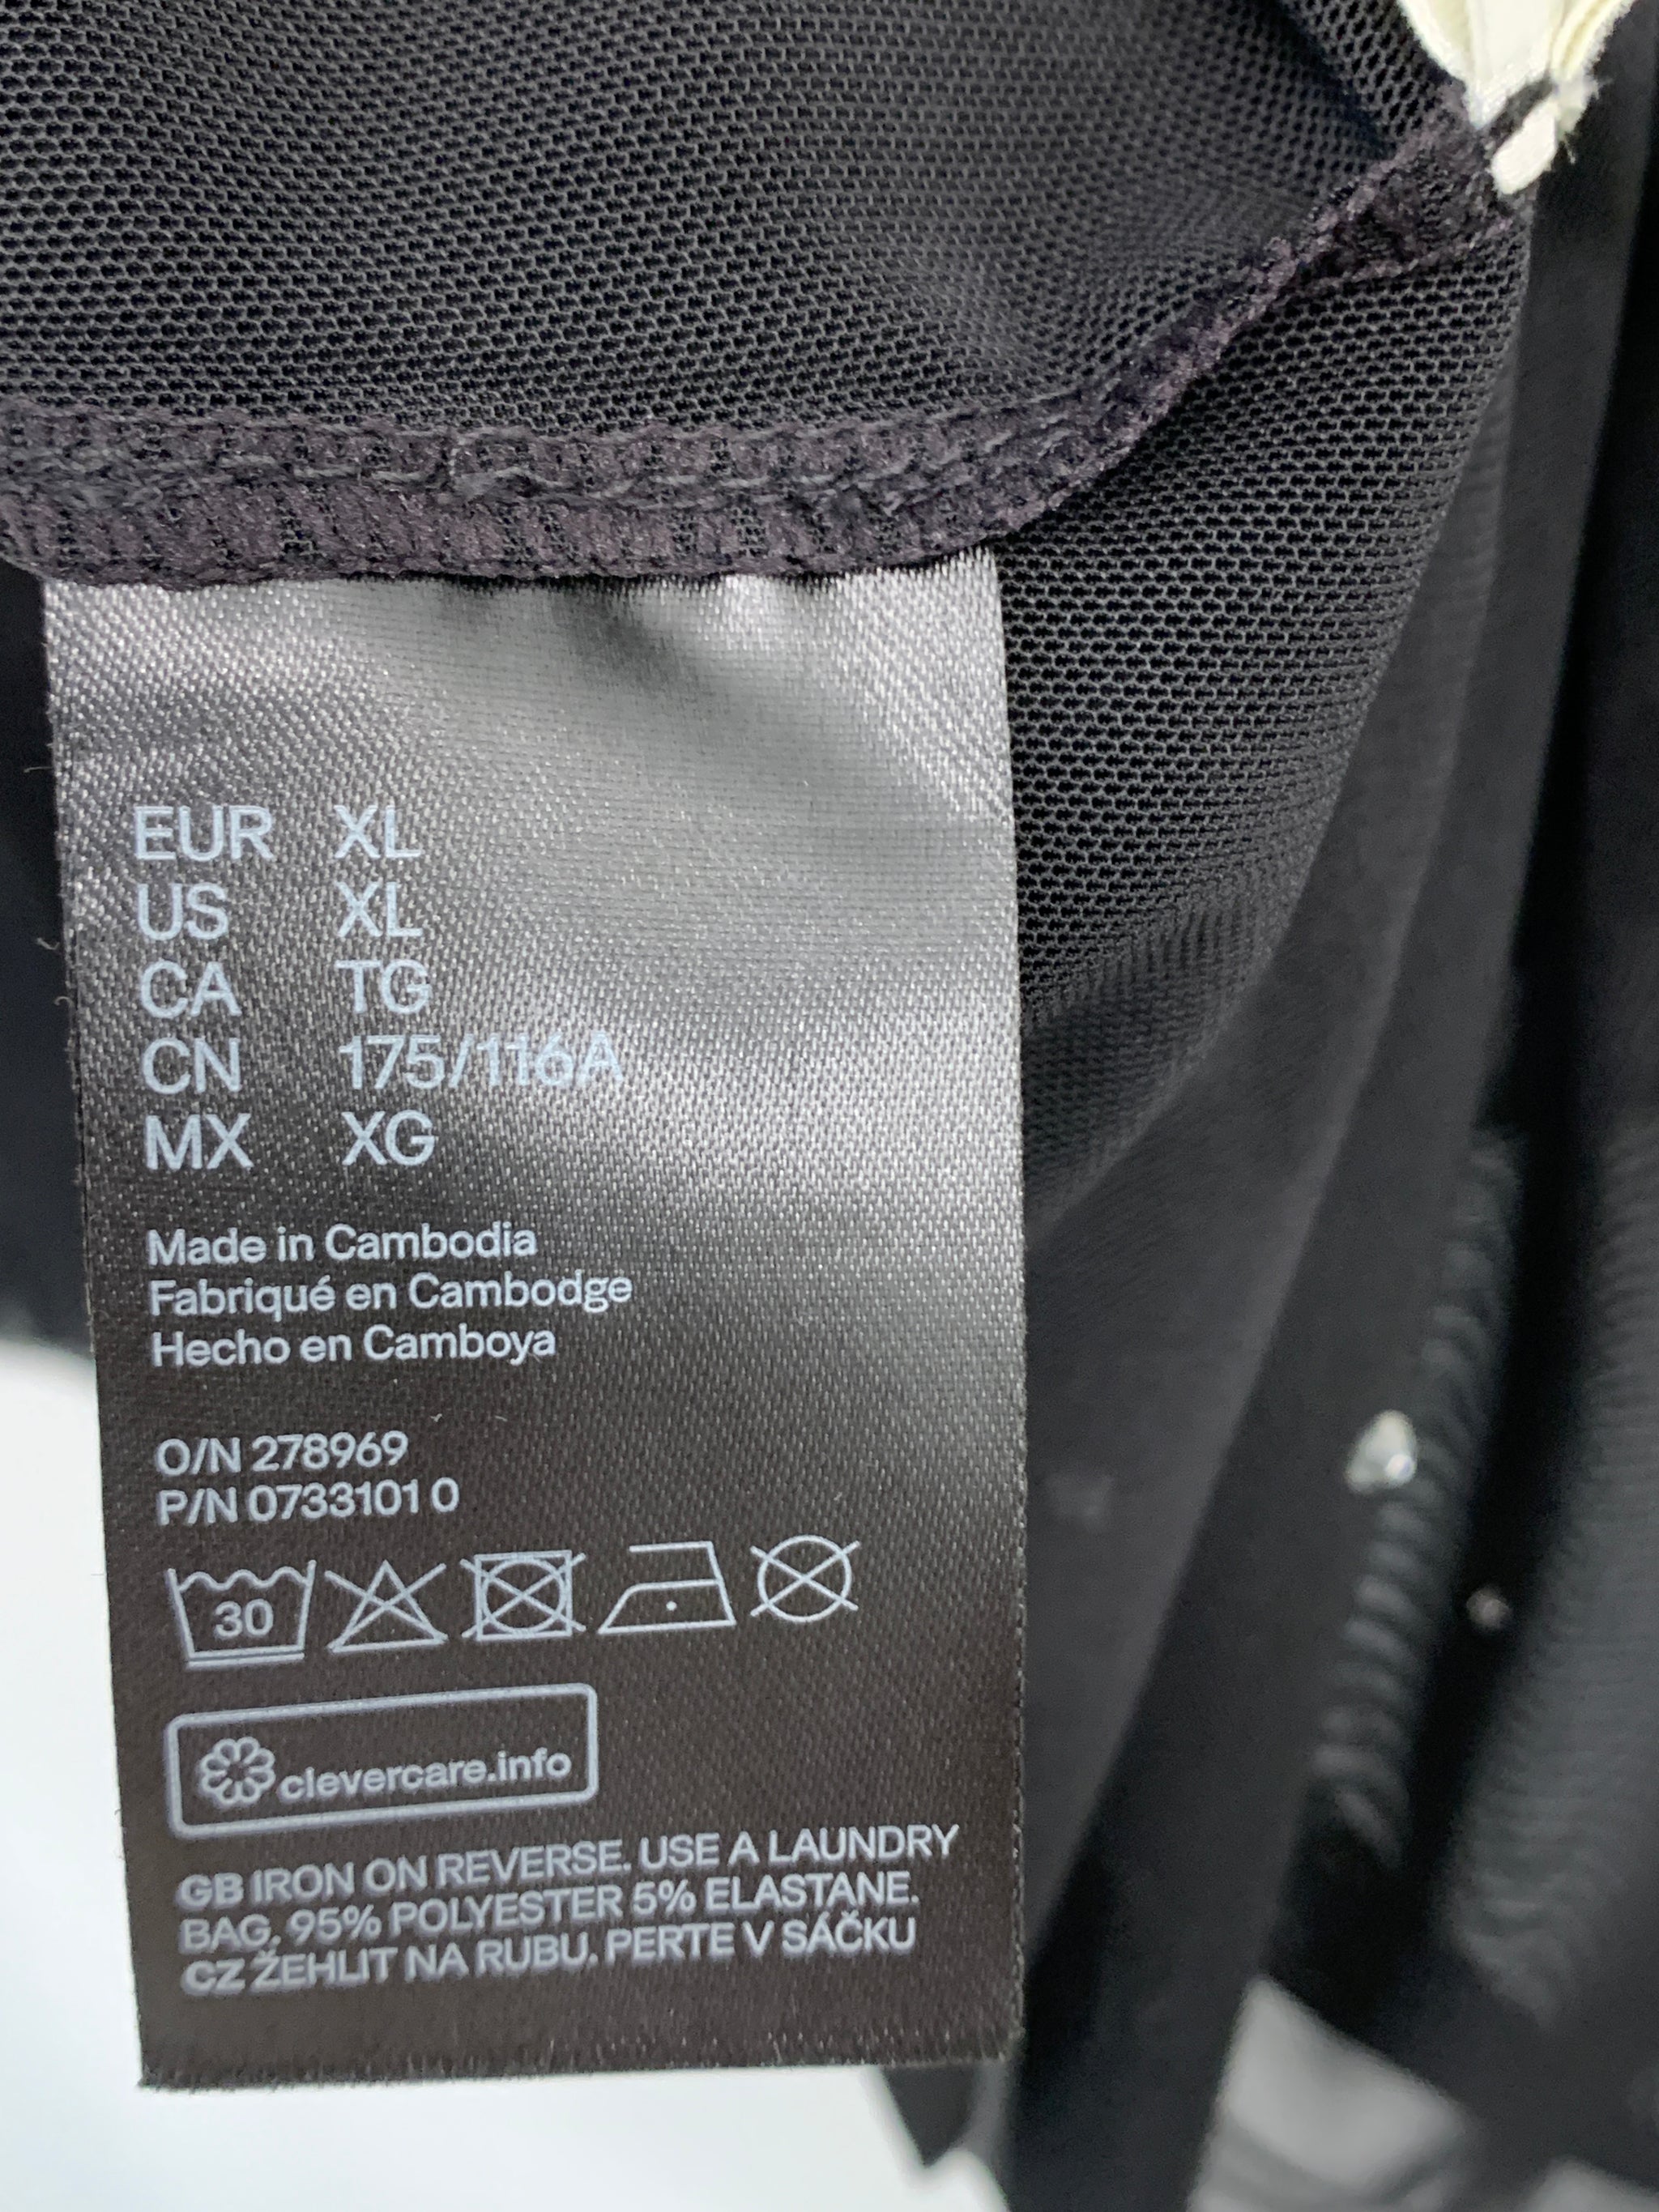 EUR XL
US XL
CA TG
CN 175/116A
MX XG
Made in Cambodia
Fabriqué en Cambodge
Hecho en Camboya
O/N 278969
P/N 0733101 0
30
clevercare.info
GB IRON ON REVERSE. USE A LAUNDRY
BAG. 95% POLYESTER 5% ELASTANE.
CZ ŽEHLIT NA RUBU. PERTE V SÁČKU